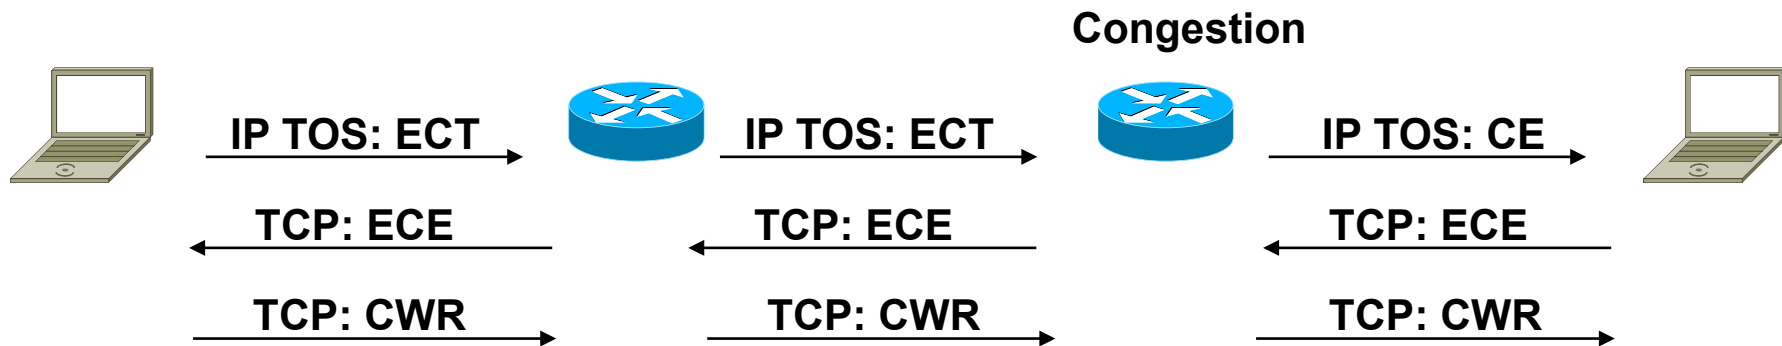 Congestion
IP TOS: ECT
IP TOS: ECT
IP TOS: CE
TCP: ECE
TCP: ECE
TCP: ECE
TCP: CWR
TCP: CWR
TCP: CWR